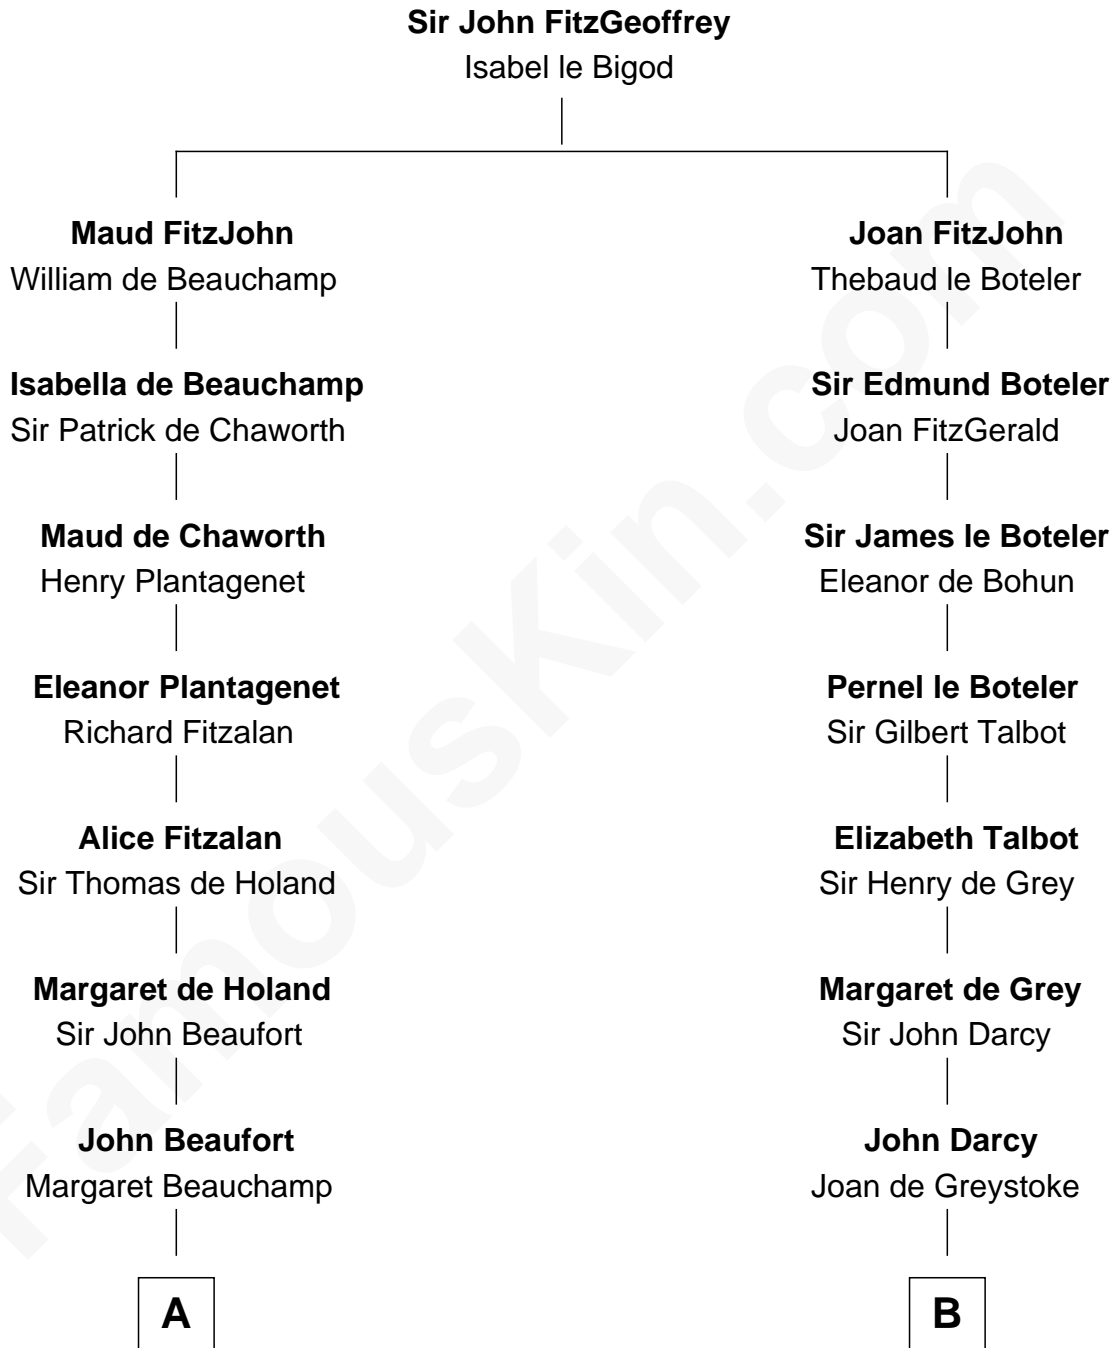 Sir John FitzGeoffrey
Isabel le Bigod
Maud FitzJohn
William de Beauchamp
Isabella de Beauchamp
Sir Patrick de Chaworth
Maud de Chaworth
Henry Plantagenet
Eleanor Plantagenet
Richard Fitzalan
Alice Fitzalan
Sir Thomas de Holand
Margaret de Holand
Sir John Beaufort
John Beaufort
Margaret Beauchamp
A
Joan FitzJohn
Thebaud le Boteler
Sir Edmund Boteler
Joan FitzGerald
Sir James le Boteler
Eleanor de Bohun
Pernel le Boteler
Sir Gilbert Talbot
Elizabeth Talbot
Sir Henry de Grey
Margaret de Grey
Sir John Darcy
John Darcy
Joan de Greystoke
B
FamousKin.com